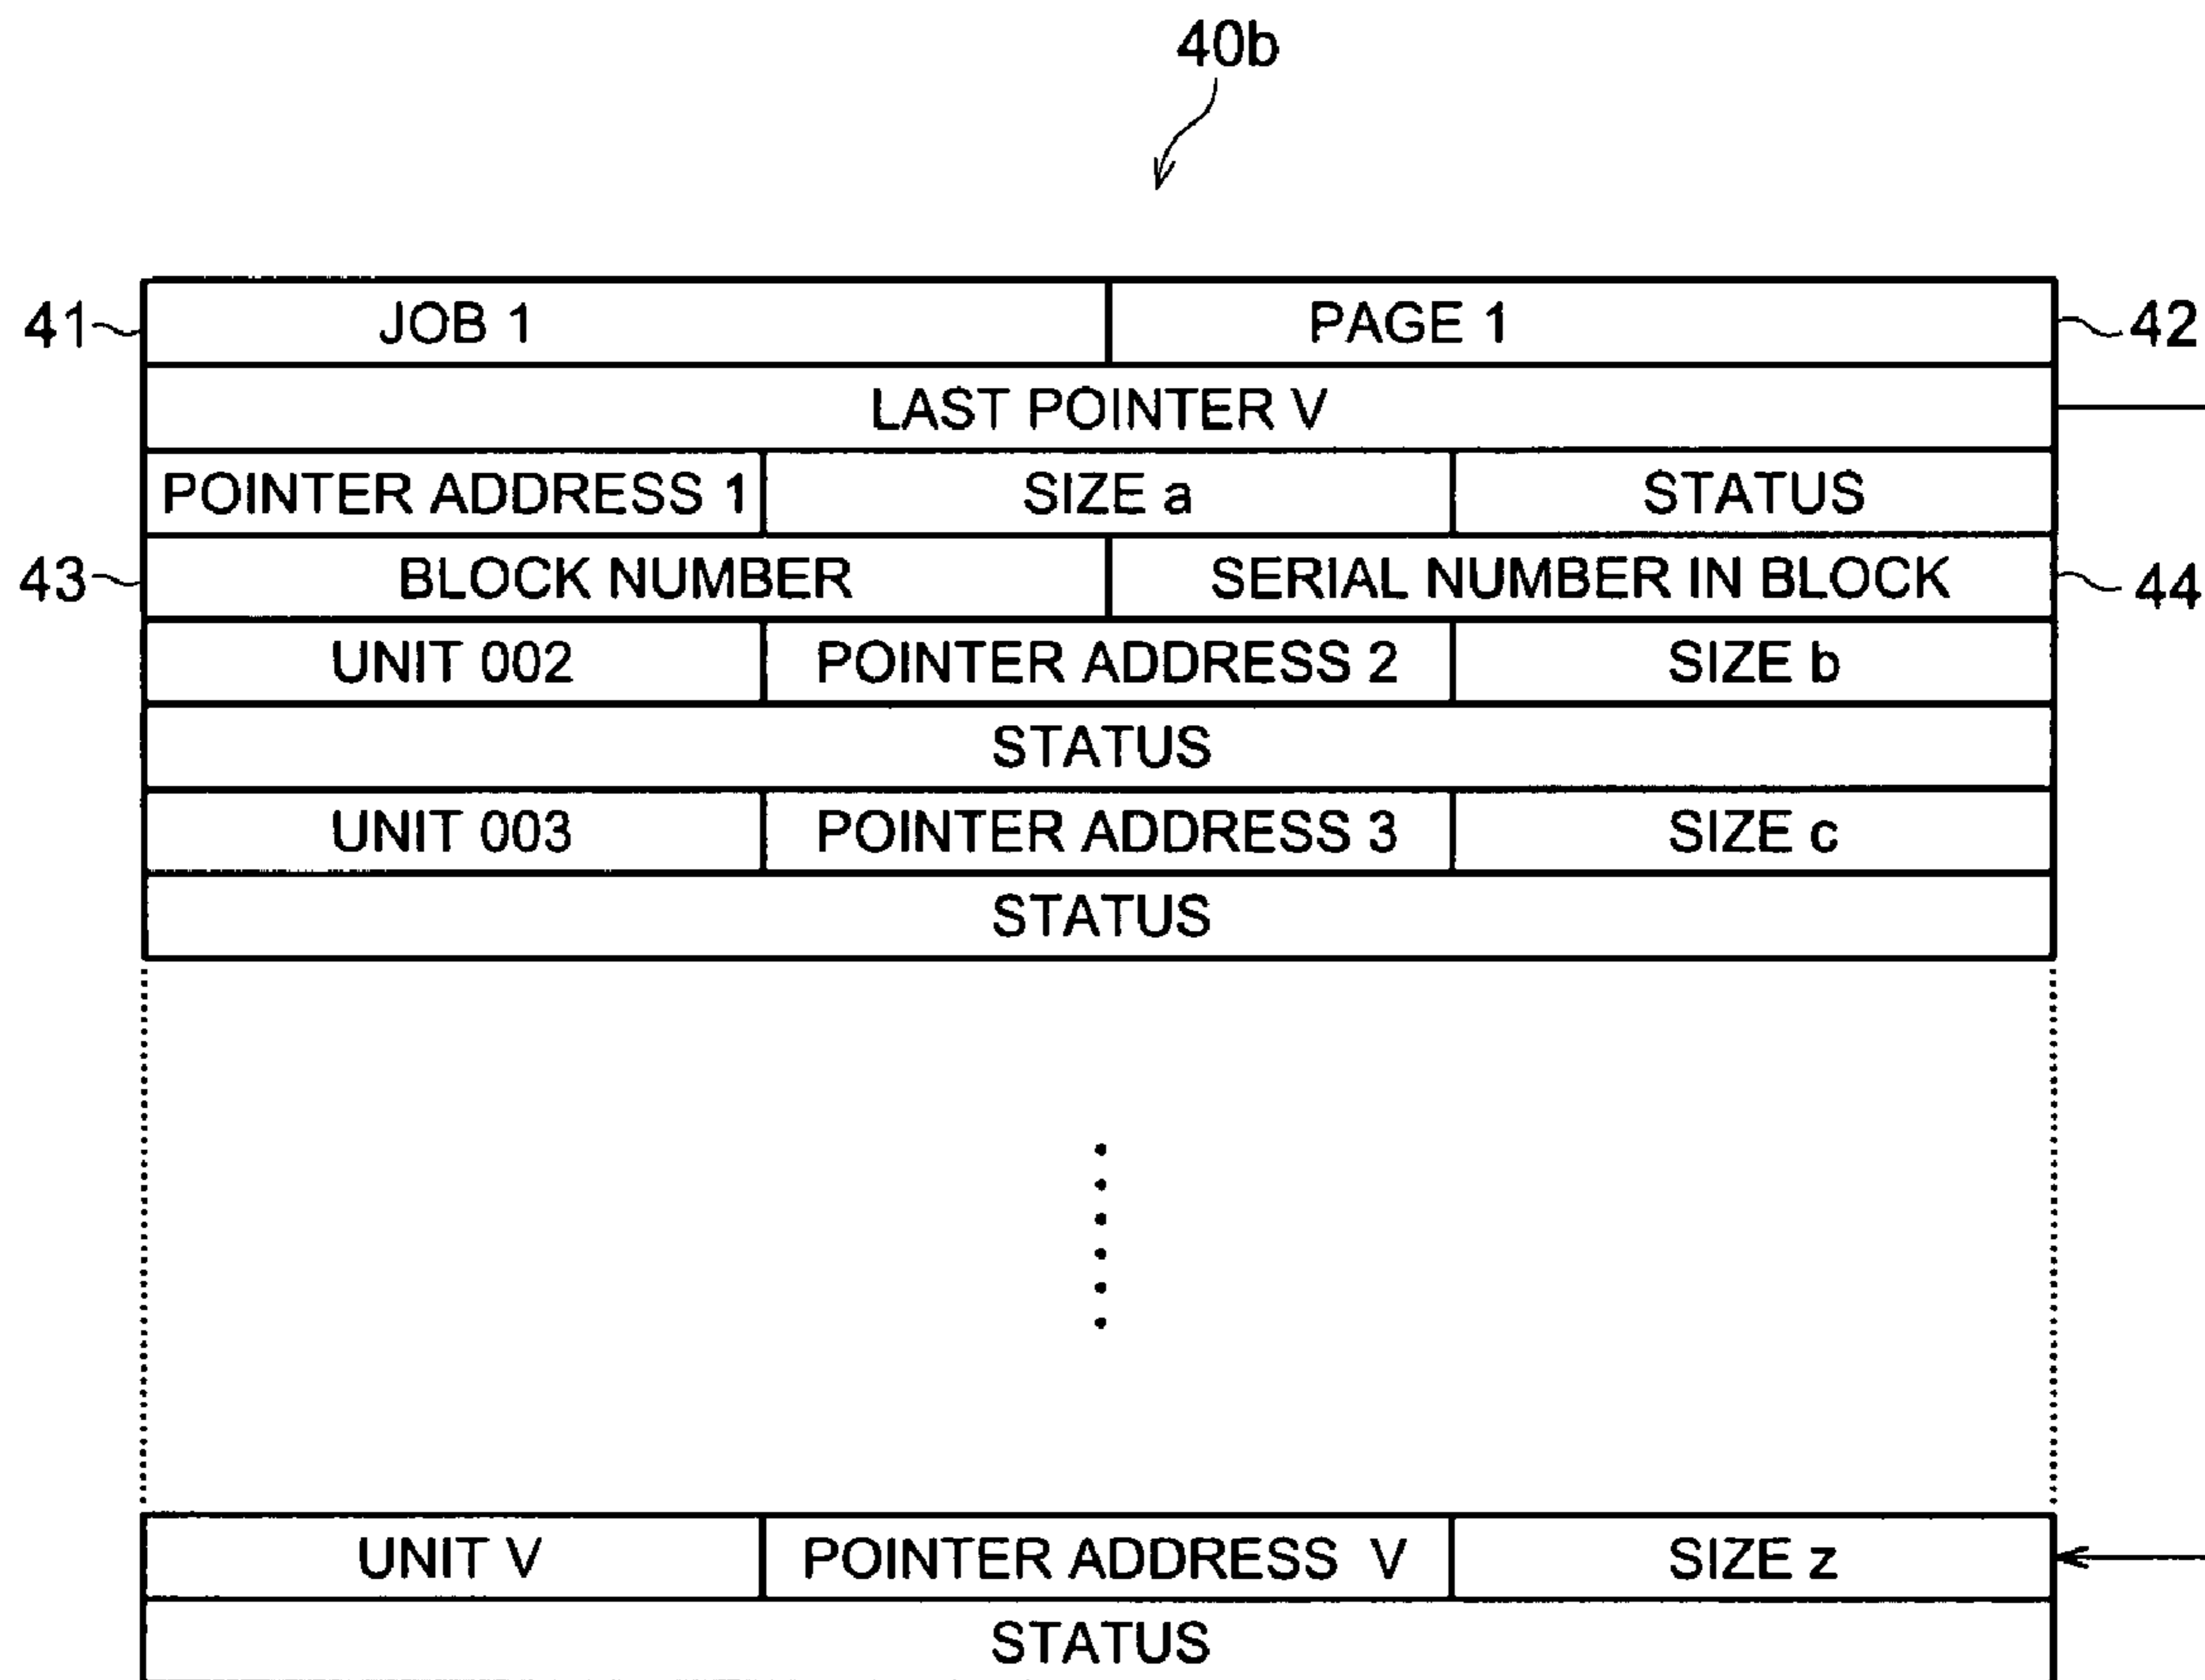 40b
41 JOB 1 PAGE 1 42
LAST POINTER V
POINTER ADDRESS 1 SIZE a STATUS
43 BLOCK NUMBER SERIAL NUMBER IN BLOCK 44
UNIT 002 POINTER ADDRESS 2 SIZE b
STATUS
UNIT 003 POINTER ADDRESS 3 SIZE c
STATUS
UNIT V POINTER ADDRESS V SIZE z
STATUS